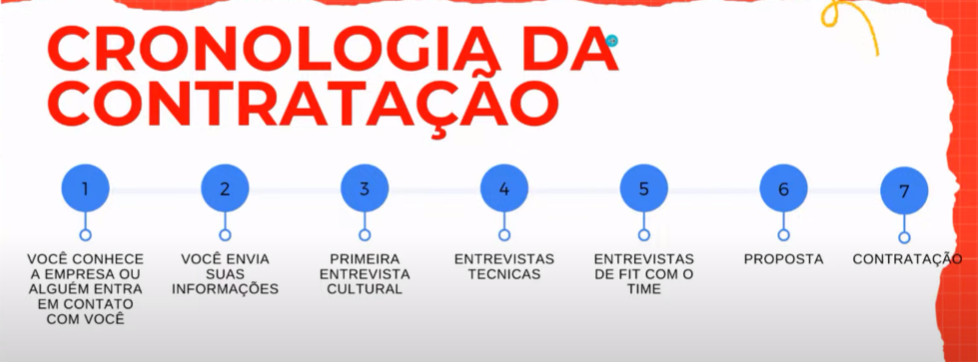 CRONOLOGIA DA
CONTRATAÇÃO
1
VOCÊ CONHECE
A EMPRESA OU
ALGUÉM ENTRA
EM CONTATO
COM VOCÊ
2
VOCÊ ENVIA
SUAS
INFORMAÇÕES
3
PRIMEIRA
ENTREVISTA
CULTURAL
4
ENTREVISTAS
TECNICAS
5
ENTREVISTAS
DE FIT COM O
TIME
6
PROPOSTA
7
CONTRATAÇÃO